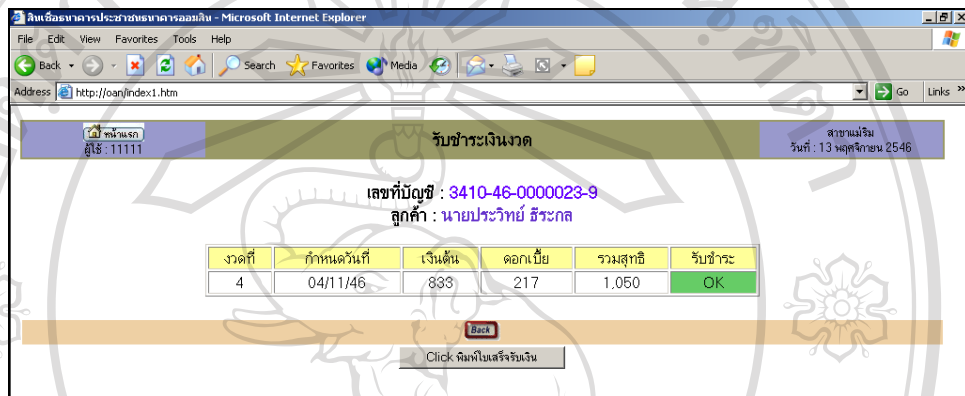 สินเชื่อธนาคารประชาชนธนาคารออมสิน - Microsoft Internet Explorer
File Edit View Favorites Tools Help
Back Search Favorites Media
Address http://oan/index1.htm Go Links »
หน้าแรก
ผู้ใช้ : 11111
รับชำระเงินงวด
สาขาแม่ริม
วันที่ : 13 พฤศจิกายน 2546
เลขที่บัญชี : 3410-46-0000023-9
ลูกค้า : นายประวิทย์ ธีระกล
งวดที่ กำหนดวันที่ เงินต้น ดอกเบี้ย รวมสุทธิ รับชำระ
4 04/11/46 833 217 1,050 OK
Back
Click พิมพ์ใบเสร็จรับเงิน